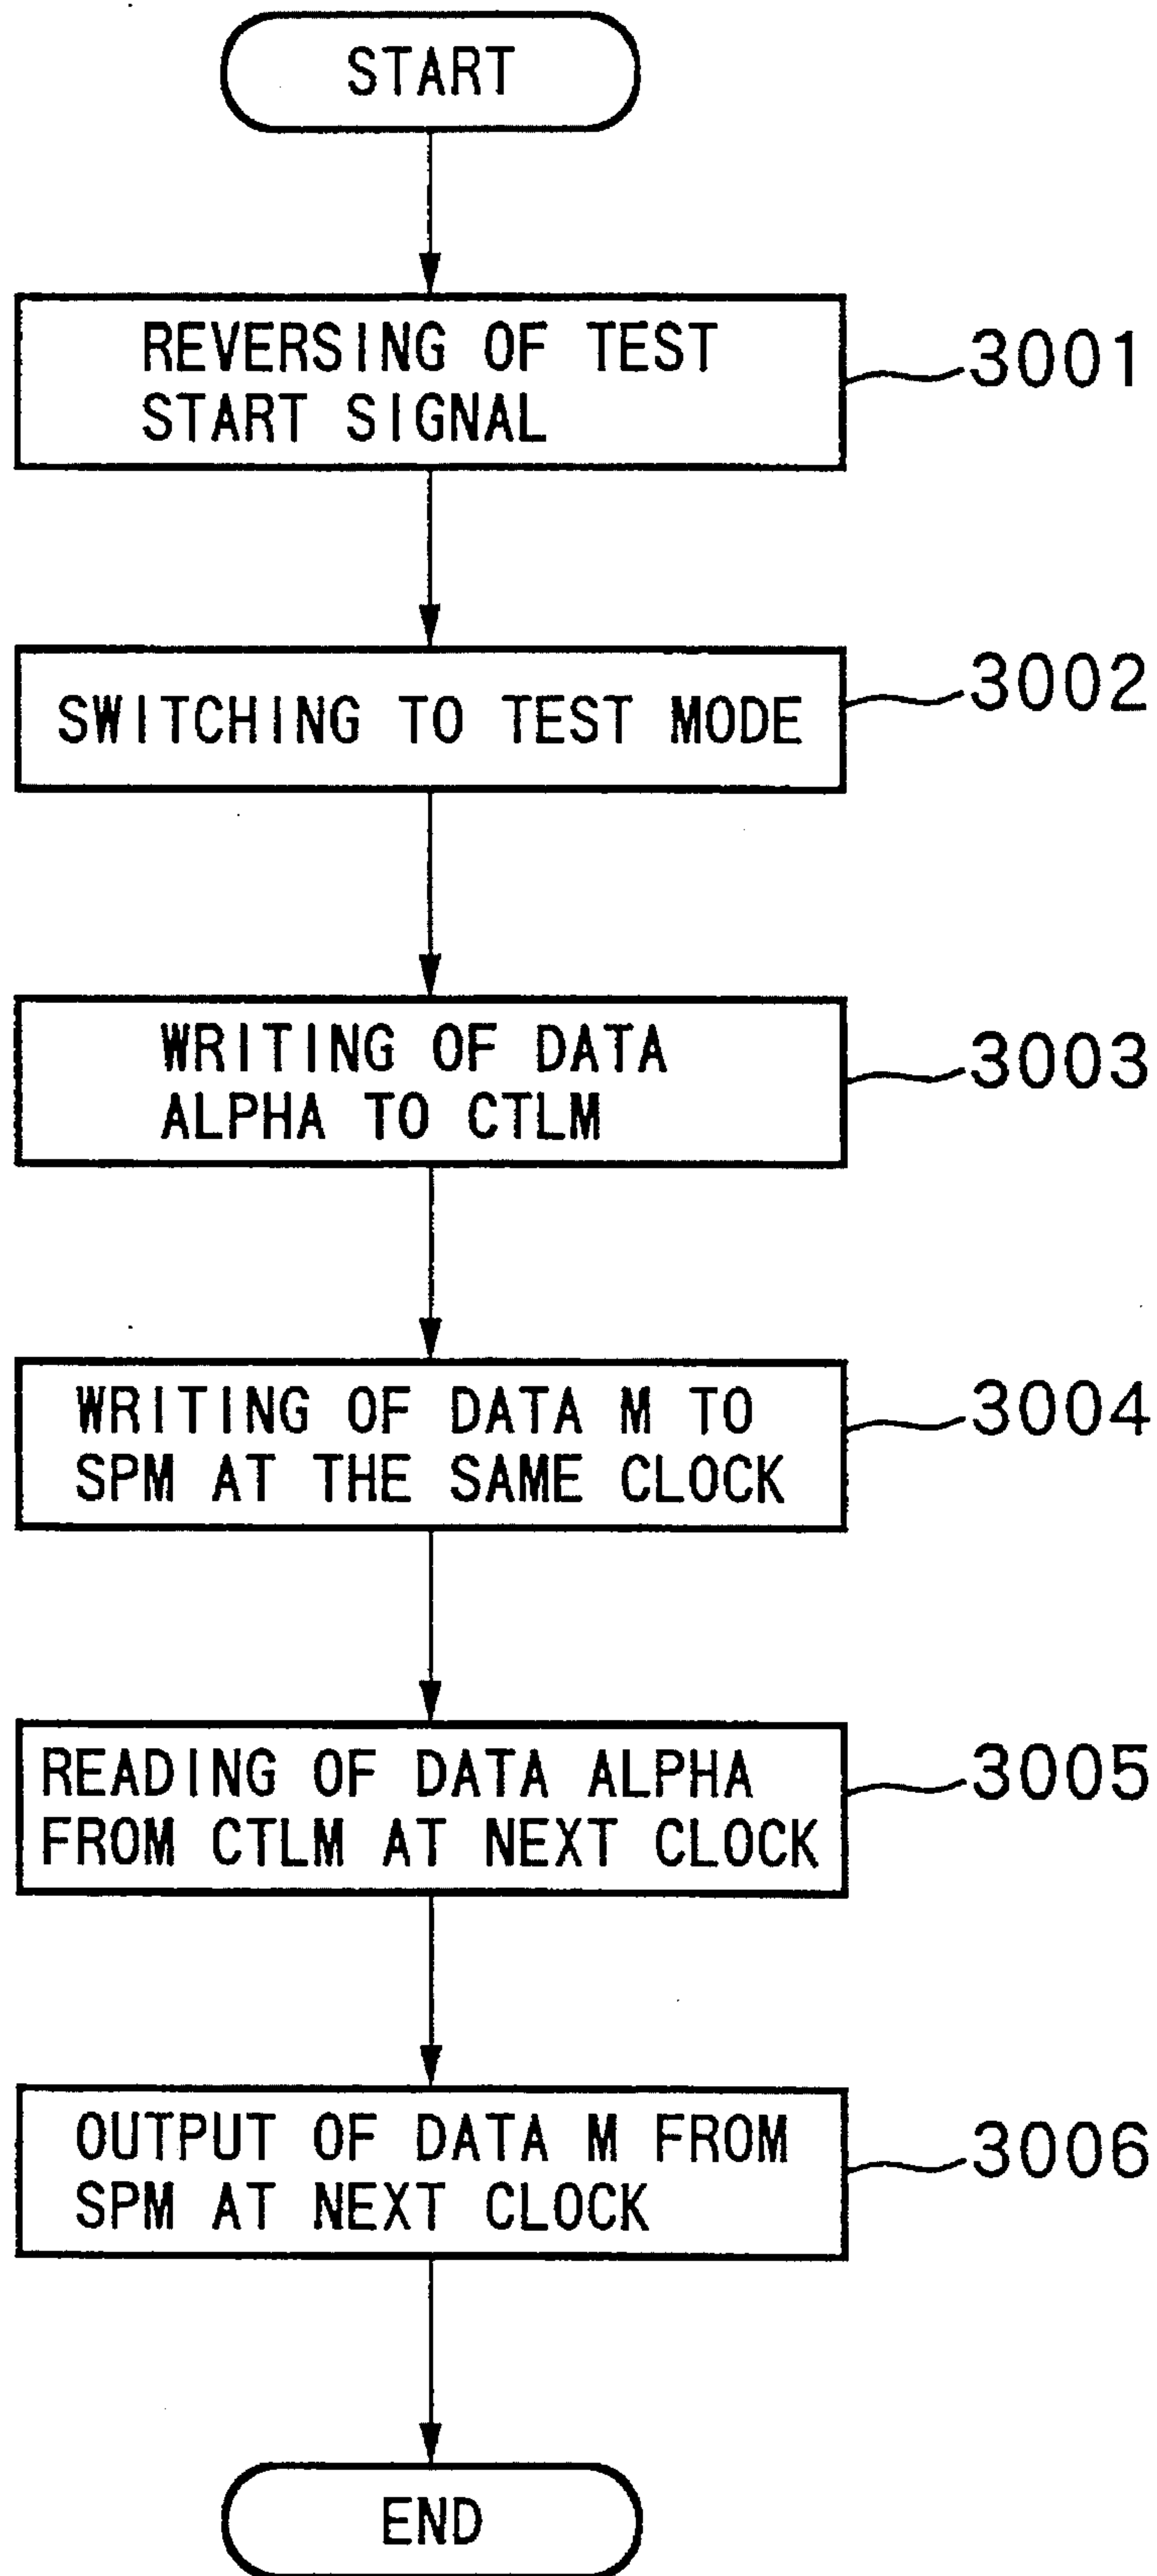 START
REVERSING OF TEST
START SIGNAL
3001
SWITCHING TO TEST MODE
3002
WRITING OF DATA
ALPHA TO CTLM
3003
WRITING OF DATA M TO
SPM AT THE SAME CLOCK
3004
READING OF DATA ALPHA
FROM CTLM AT NEXT CLOCK
3005
OUTPUT OF DATA M FROM
SPM AT NEXT CLOCK
3006
END